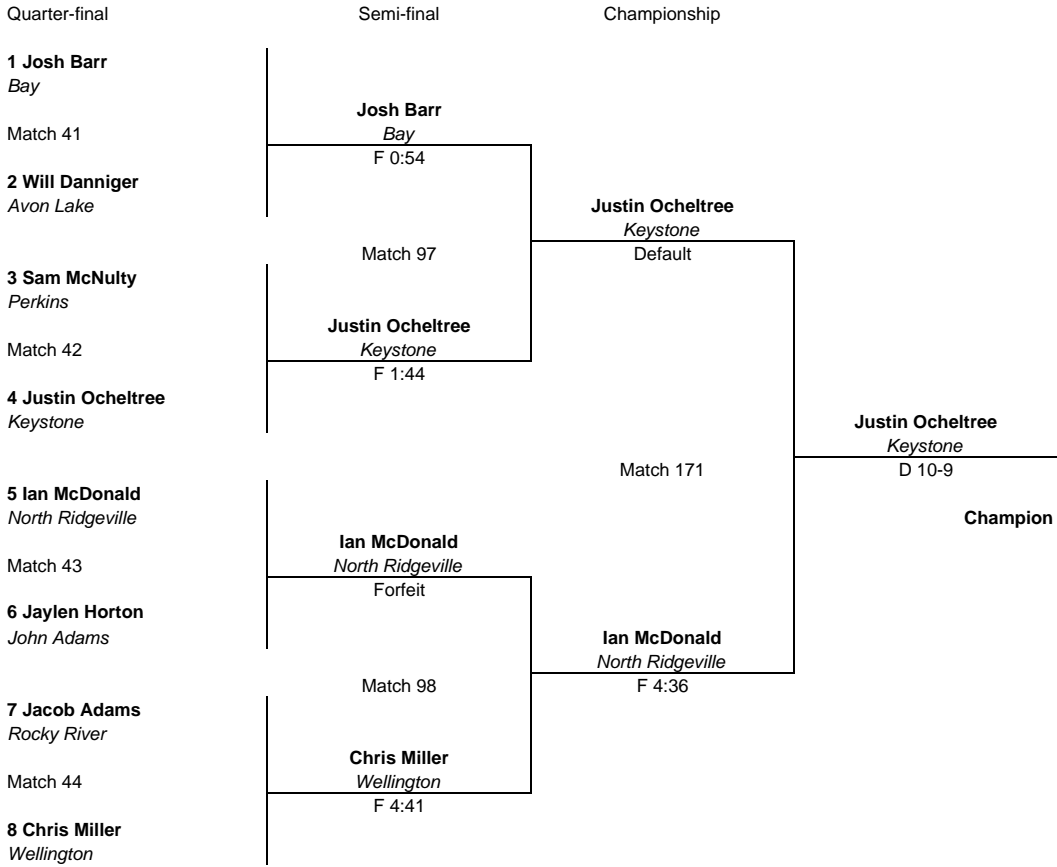 Quarter-final Semi-final Championship
1 Josh Barr
Bay
Josh Barr
Match 41 Bay
F 0:54
2 Will Danniger
Avon Lake Justin Ocheltree
Keystone
Match 97 Default
3 Sam McNulty
Perkins
Justin Ocheltree
Match 42 Keystone
F 1:44
4 Justin Ocheltree
Keystone Justin Ocheltree
Keystone
Match 171 D 10-9
5 Ian McDonald
North Ridgeville Champion
Ian McDonald
Match 43 North Ridgeville
Forfeit
6 Jaylen Horton
John Adams Ian McDonald
North Ridgeville
Match 98 F 4:36
7 Jacob Adams
Rocky River
Chris Miller
Match 44 Wellington
F 4:41
8 Chris Miller
Wellington